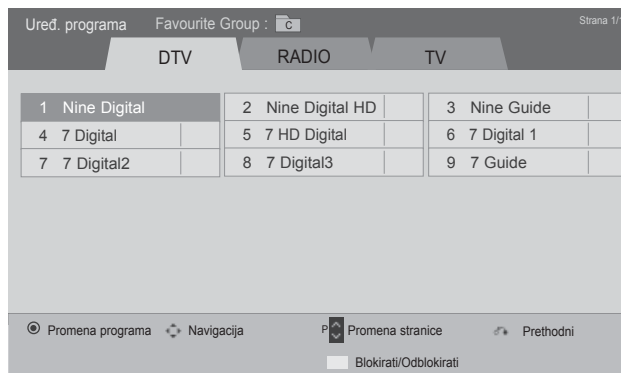 Uređ. programa Favourite Group : C Strana 1/
DTV RADIO TV
1 Nine Digital 2 Nine Digital HD 3 Nine Guide
4 7 Digital 5 7 HD Digital 6 7 Digital 1
7 7 Digital2 8 7 Digital3 9 7 Guide
Promena programa Navigacija P Promena stranice Prethodni
Blokirati/Odblokirati